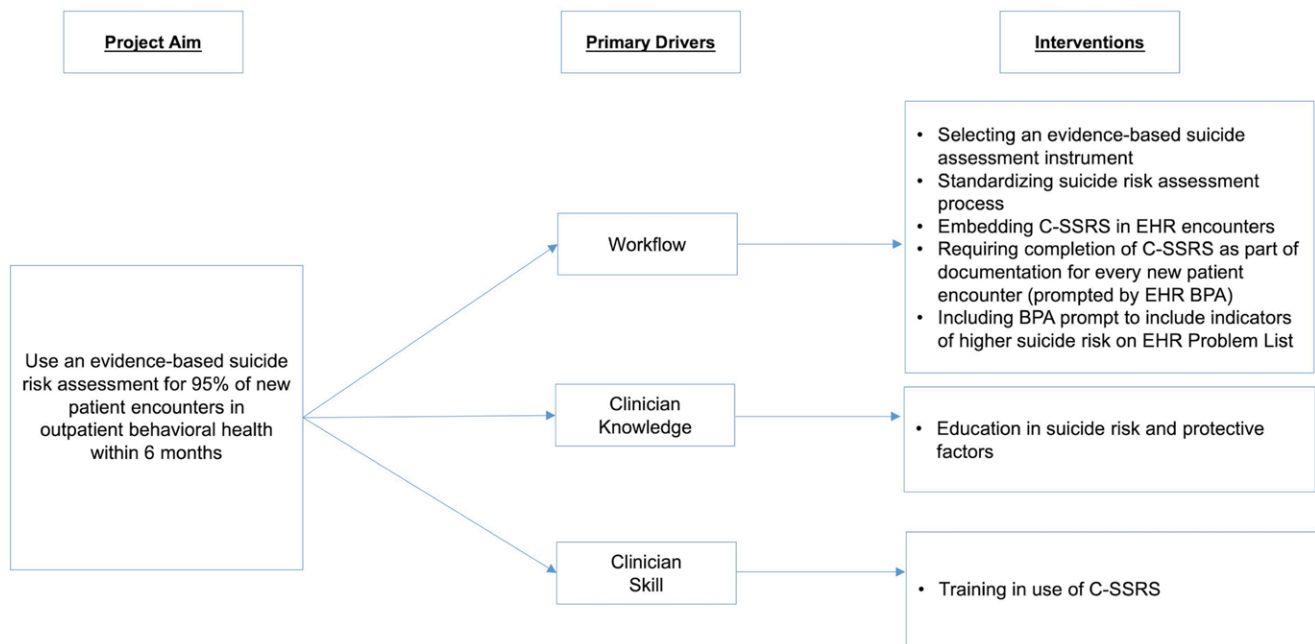 Project Aim
Primary Drivers
Interventions
Use an evidence-based suicide
risk assessment for 95% of new
patient encounters in
outpatient behavioral health
within 6 months
Workflow
• Selecting an evidence-based suicide
assessment instrument
• Standardizing suicide risk assessment
process
• Embedding C-SSRS in EHR encounters
• Requiring completion of C-SSRS as part of
documentation for every new patient
encounter (prompted by EHR BPA)
• Including BPA prompt to include indicators
of higher suicide risk on EHR Problem List
Clinician
Knowledge
• Education in suicide risk and protective
factors
Clinician
Skill
• Training in use of C-SSRS